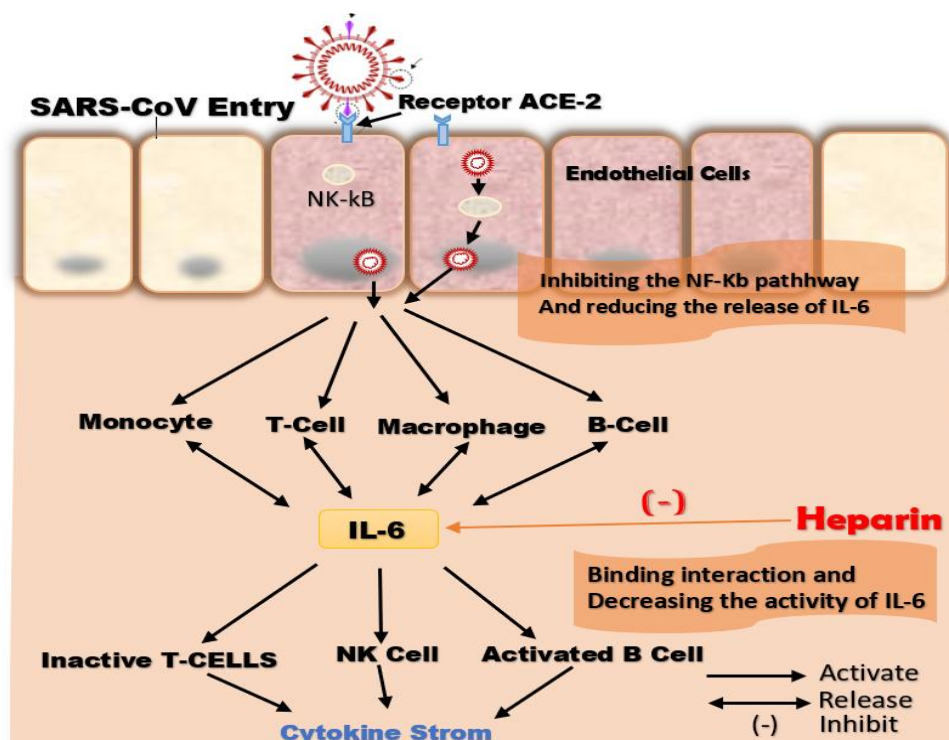 SARS-CoV Entry
Receptor ACE-2
Endothelial Cells
NK-kB
Inhibiting the NF-Kb pathhway
And reducing the release of IL-6
Monocyte
T-Cell
Macrophage
B-Cell
(-)
IL-6
Heparin
Binding interaction and
Decreasing the activity of IL-6
Inactive T-CELLS
NK Cell
Activated B Cell
Activate
Release
(-) Inhibit
Cytokine Strom